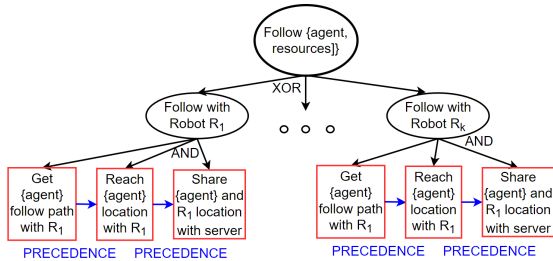 Follow {agent,
resources]}
XOR
Follow with
Robot R1
Follow with
Robot Rk
AND
AND
Get
{agent}
follow path
with R1
Reach
{agent}
location
with R1
Share
{agent} and
R1 location
with server
Get
{agent}
follow path
with R1
Reach
{agent}
location
with R1
Share
{agent} and
R1 location
with server
PRECEDENCE
PRECEDENCE
PRECEDENCE
PRECEDENCE